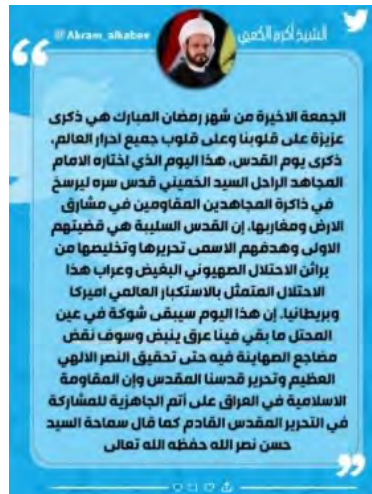 الشيخ أكرم الكعبي
@Akram_alkabee
الجمعة الاخيرة من شهر رمضان المبارك هي ذكرى
عزيزة على قلوبنا وعلى قلوب جميع احرار العالم،
ذكرى يوم القدس، هذا اليوم الذي اختاره الامام
المجاهد الراحل السيد الخميني قدس سره ليرسخ
في ذاكرة المجاهدين المقاومين في مشارق
الارض ومغاربها، إن القدس السليبة هي قضيتهم
الاولى وهدفهم الاسمى تحريرها وتخليصها من
براثن الاحتلال الصهيوني البغيض وعراب هذا
الاحتلال المتمثل بالاستكبار العالمي اميركا
وبريطانيا، إن هذا اليوم سيبقى شوكة في عين
المحتل ما بقي فينا عرق ينبض وسوف نقض
مضاجع الصهاينة فيه حتى تحقيق النصر الالهي
العظيم وتحرير قدسنا المقدس وإن المقاومة
الاسلامية في العراق على أتم الجاهزية للمشاركة
في التحرير المقدس القادم كما قال سماحة السيد
حسن نصر الله حفظه الله تعالى